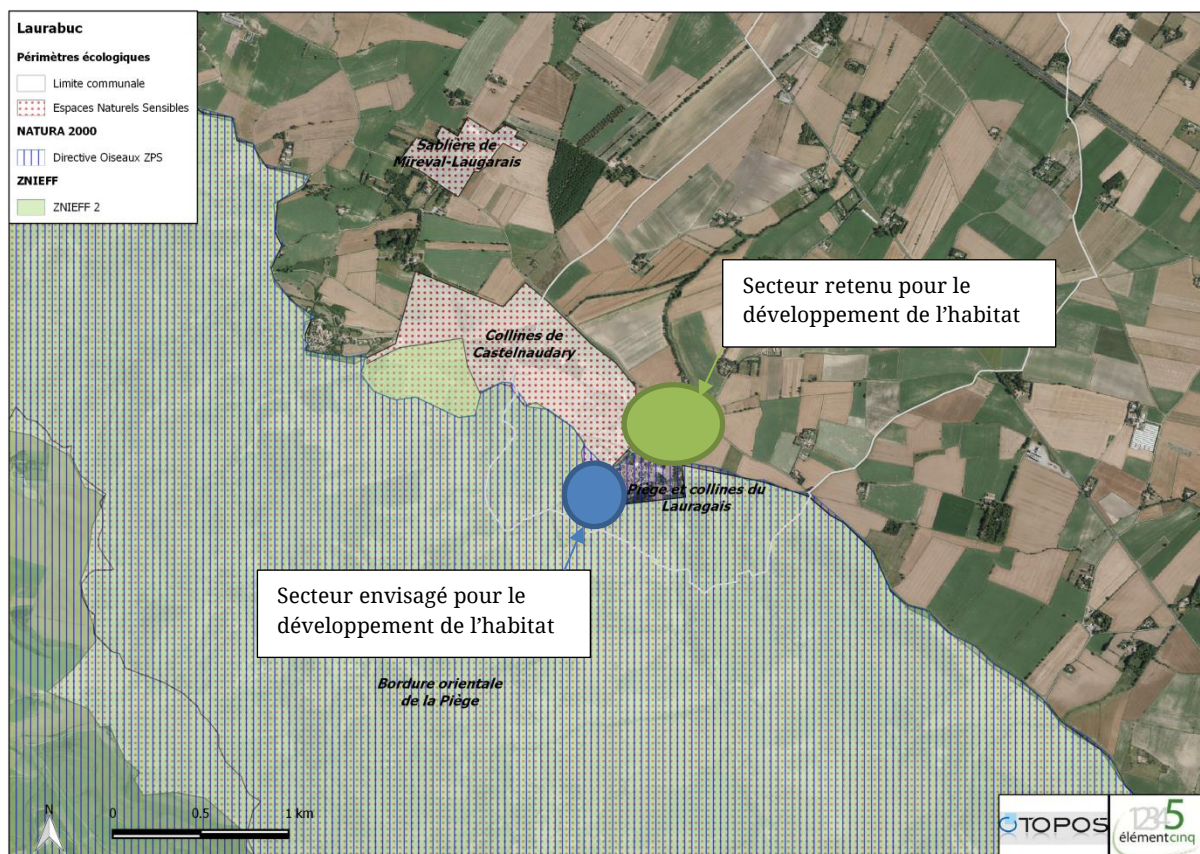 Laurabuc
Périmètres écologiques
Limite communale
Espaces Naturels Sensibles
NATURA 2000
Directive Oiseaux ZPS
ZNIEFF
ZNIEFF 2
Sablière de
Mireval-Laugarais
Collines de
Castelnaudary
Secteur retenu pour le
développement de l’habitat
Piège et collines du
Lauragais
Secteur envisagé pour le
développement de l’habitat
Bordure orientale
de la Piège
N
0 0.5 1 km
TOPOS
12345
élémentcinq